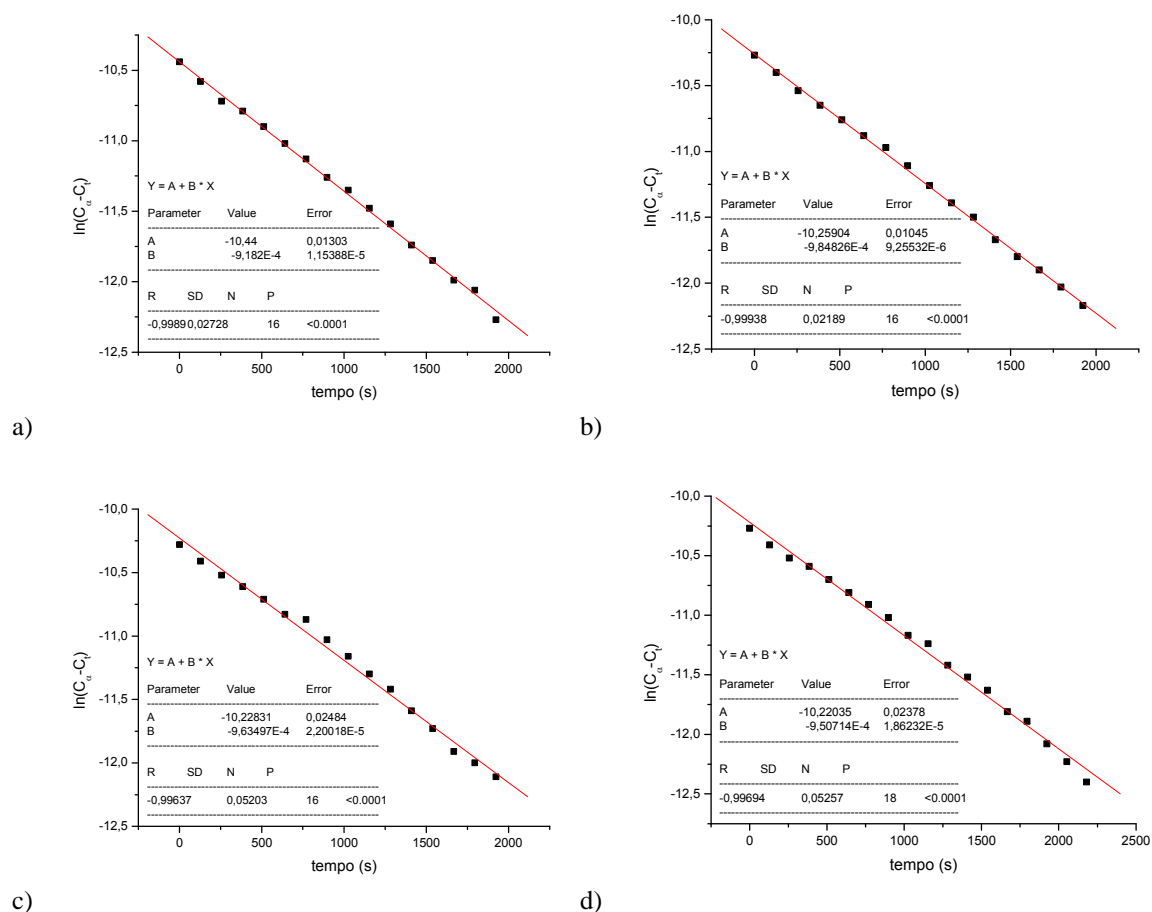 -10,5
-11,0
-11,5
-12,0
-12,5
0 500 1000 1500 2000
ln(Cα-Ct)
tempo (s)
Y = A + B * X
Parameter Value Error
------------------------------------------------------------
A -10,44 0,01303
B -9,182E-4 1,15388E-5
------------------------------------------------------------
R SD N P
------------------------------------------------------------
-0,9989 0,02728 16 <0.0001
------------------------------------------------------------
a)
-10,0
-10,5
-11,0
-11,5
-12,0
-12,5
0 500 1000 1500 2000
ln(Cα-Ct)
tempo (s)
Y = A + B * X
Parameter Value Error
------------------------------------------------------------
A -10,25904 0,01045
B -9,84826E-4 9,25532E-6
------------------------------------------------------------
R SD N P
------------------------------------------------------------
-0,99938 0,02189 16 <0.0001
------------------------------------------------------------
b)
-10,0
-10,5
-11,0
-11,5
-12,0
-12,5
0 500 1000 1500 2000
ln(Cα-Ct)
tempo (s)
Y = A + B * X
Parameter Value Error
------------------------------------------------------------
A -10,22831 0,02484
B -9,63497E-4 2,20018E-5
------------------------------------------------------------
R SD N P
------------------------------------------------------------
-0,99637 0,05203 16 <0.0001
------------------------------------------------------------
c)
-10,0
-10,5
-11,0
-11,5
-12,0
-12,5
0 500 1000 1500 2000 2500
ln(Cα-Ct)
tempo (s)
Y = A + B * X
Parameter Value Error
------------------------------------------------------------
A -10,22035 0,02378
B -9,50714E-4 1,86232E-5
------------------------------------------------------------
R SD N P
------------------------------------------------------------
-0,99694 0,05257 18 <0.0001
------------------------------------------------------------
d)